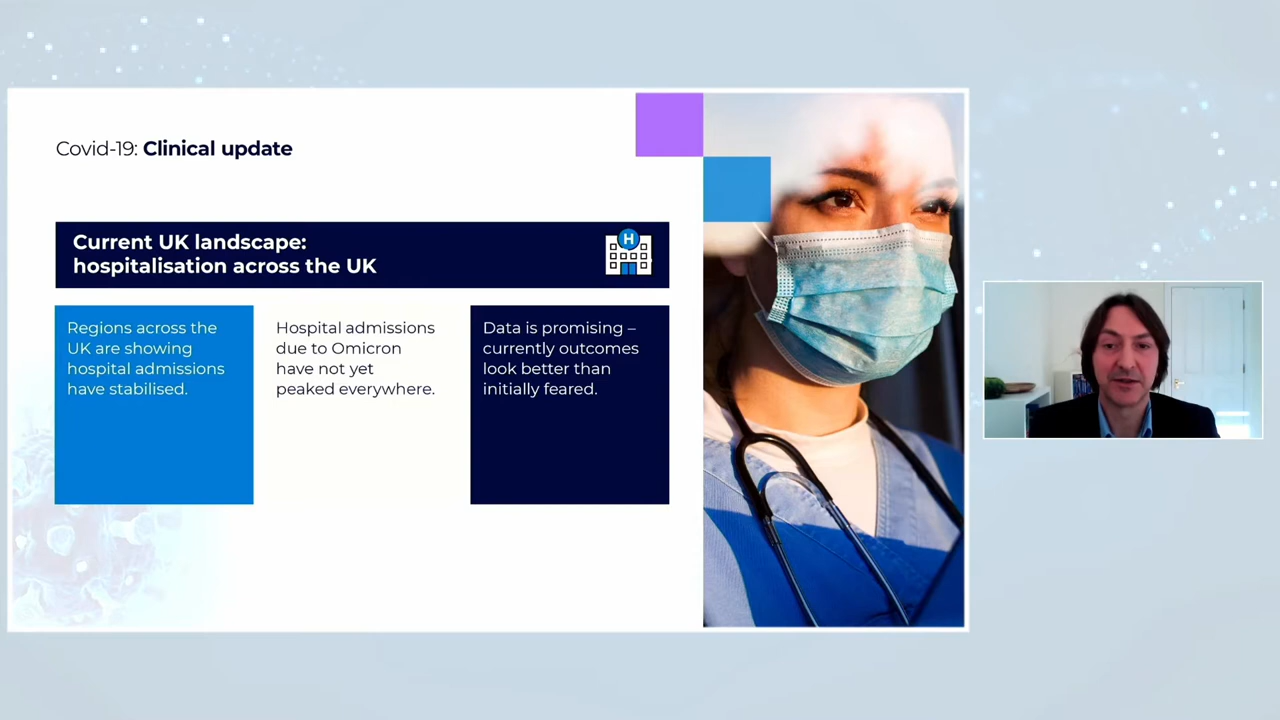 Covid-19: Clinical update
Current UK landscape:
hospitalisation across the UK
H
Regions across the
UK are showing
hospital admissions
have stabilised.
Hospital admissions
due to Omicron
have not yet
peaked everywhere.
Data is promising –
currently outcomes
look better than
initially feared.